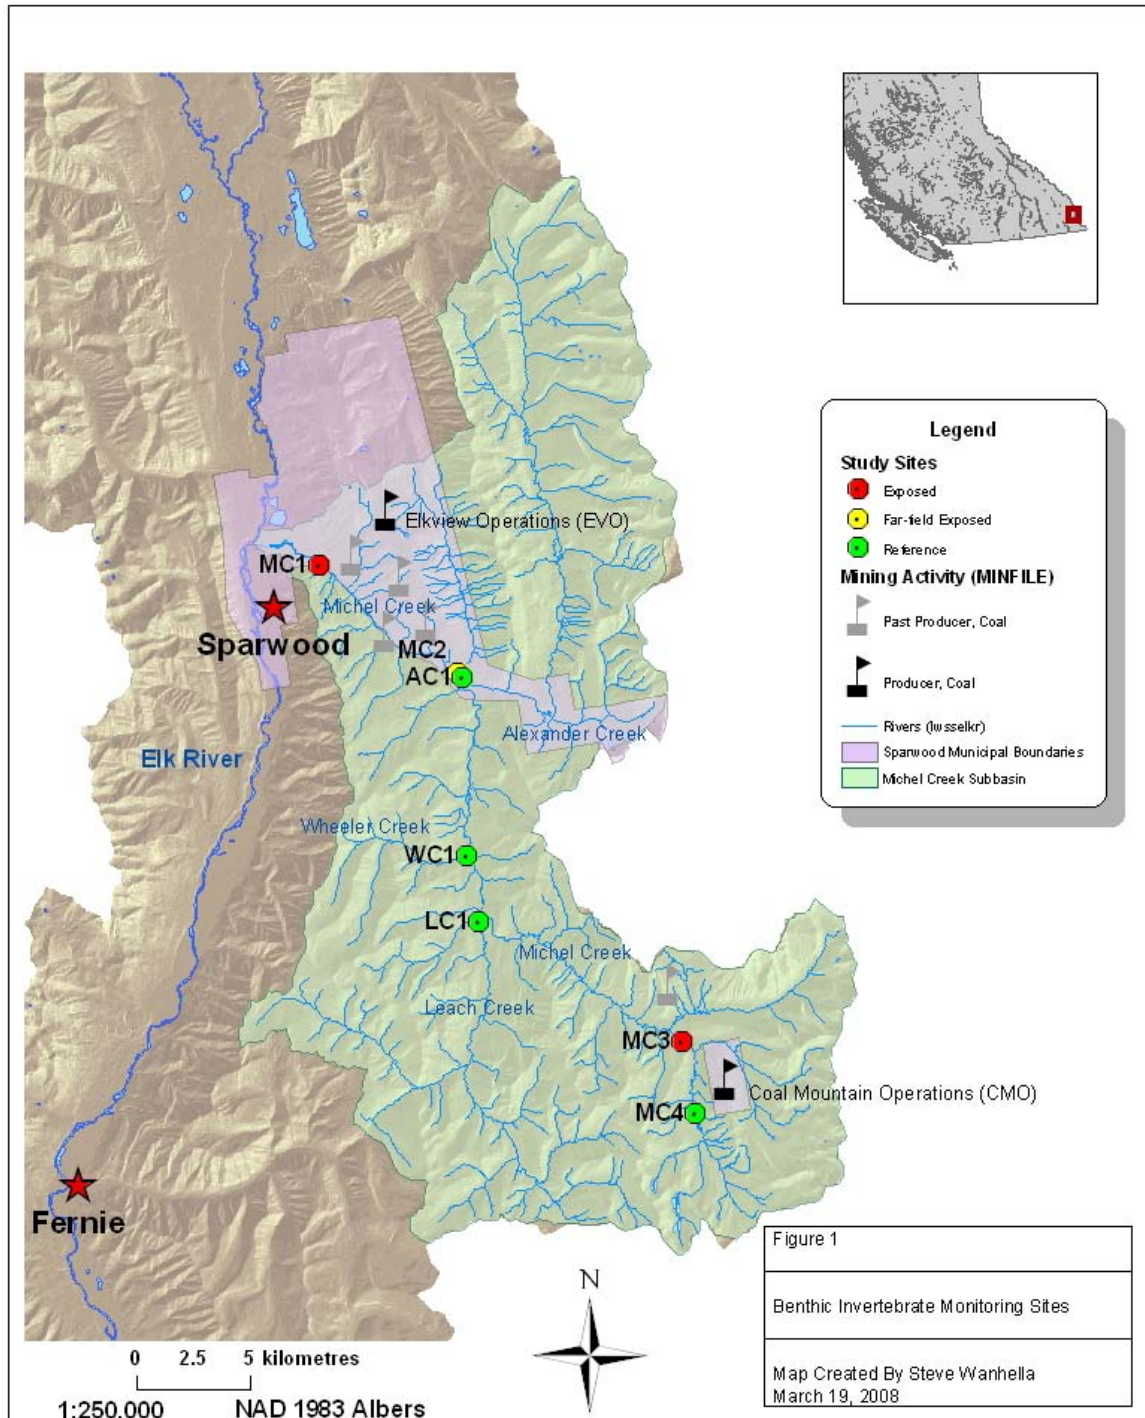 Legend
Study Sites
Exposed
Far-field Exposed
Reference
Mining Activity (MINFILE)
Past Producer, Coal
Producer, Coal
Rivers (lwsselkr)
Sparwood Municipal Boundaries
Michel Creek Subbasin
Elkview Operations (EVO)
MC1
Michel Creek
Sparwood
MC2
AC1
Alexander Creek
Elk River
Wheeler Creek
WC1
LC1
Michel Creek
Leach Creek
MC3
Coal Mountain Operations (CMO)
MC4
Fernie
N
Figure 1
Benthic Invertebrate Monitoring Sites
Map Created By Steve Wanhella
March 19, 2008
0 2.5 5 kilometres
1:250,000 NAD 1983 Albers